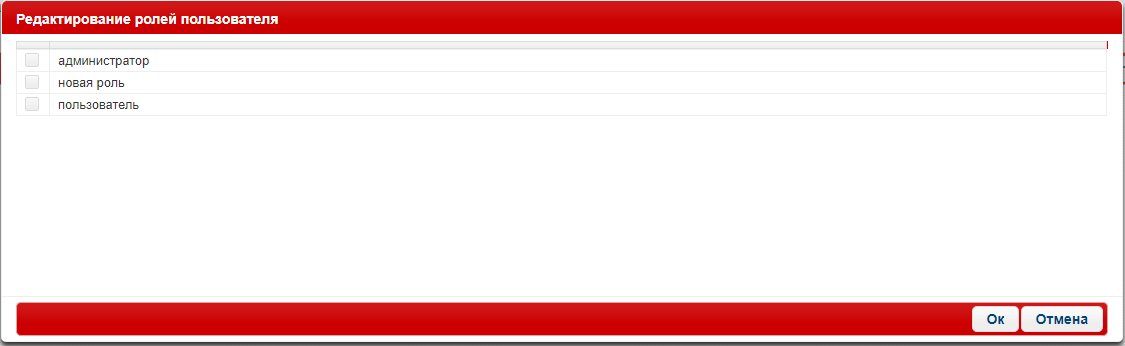 Редактирование ролей пользователя
администратор
новая роль
пользователь
Ок Отмена